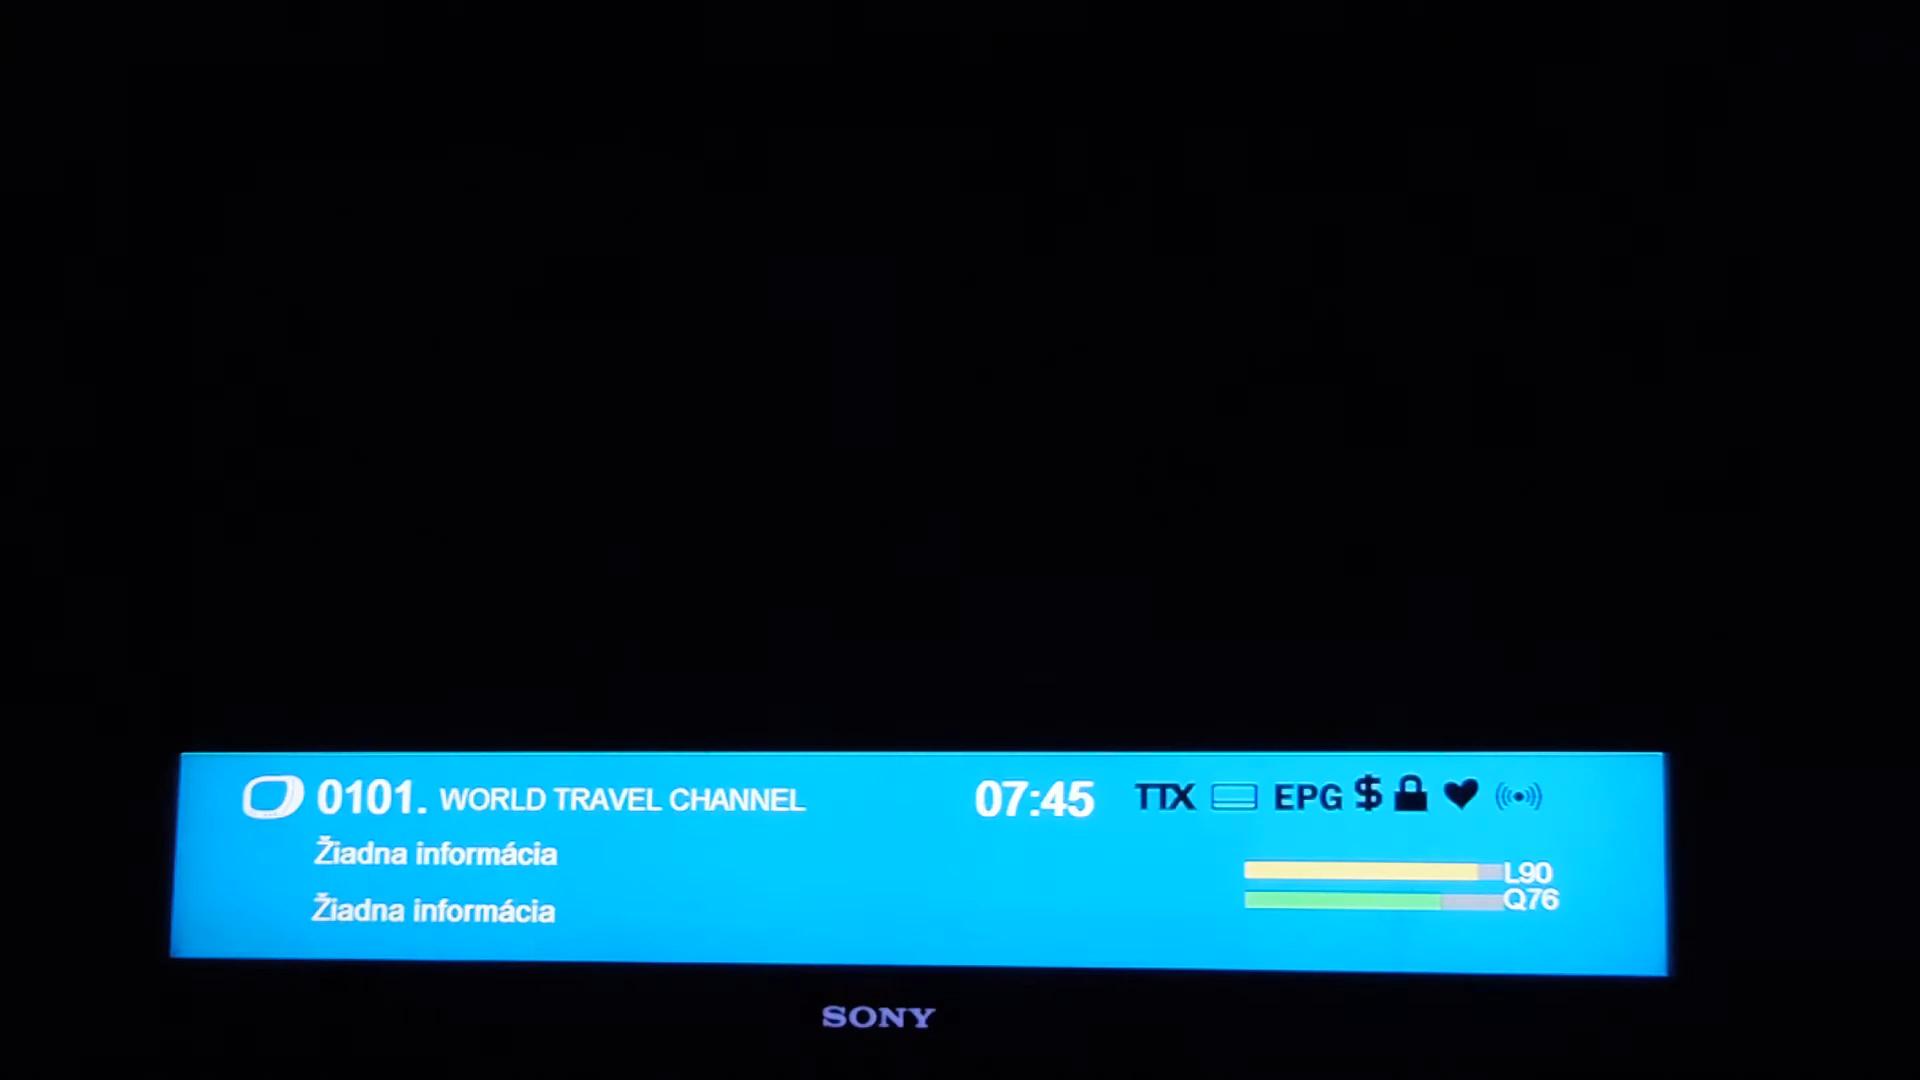 0101. WORLD TRAVEL CHANNEL 07:45 TTX EPG $
Žiadna informácia
L90
Žiadna informácia
Q76
SONY